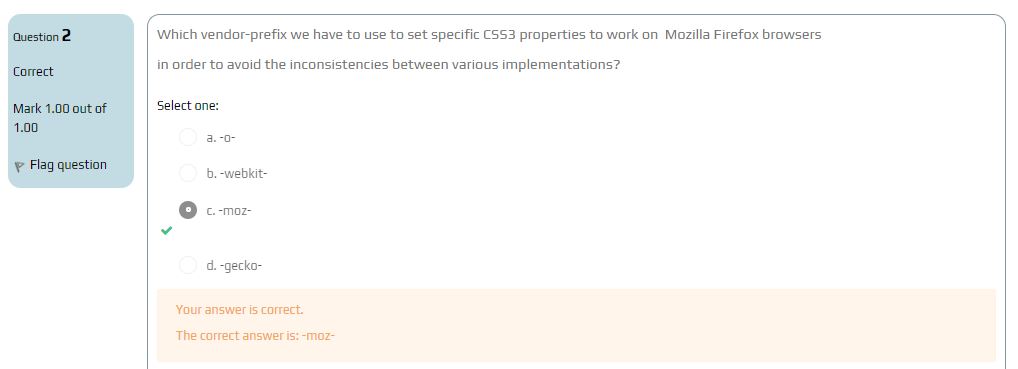 Question 2
Correct
Mark 1.00 out of
1.00
Flag question
Which vendor-prefix we have to use to set specific CSS3 properties to work on Mozilla Firefox browsers
in order to avoid the inconsistencies between various implementations?
Select one:
a. -o-
b. -webkit-
c. -moz-
d. -gecko-
Your answer is correct.
The correct answer is: -moz-